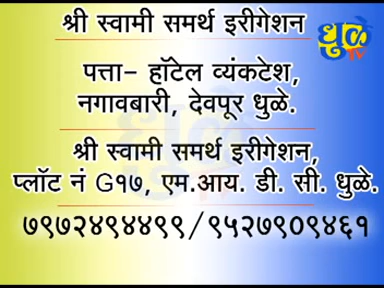 श्री स्वामी समर्थ इरीगेशन
धुळे
पत्ता- हॉटेल व्यंकटेश,
नगावबारी, देवपूर धुळे.
श्री स्वामी समर्थ इरीगेशन,
प्लॉट नं G१७, एम.आय. डी. सी. धुळे.
७९७२४९४४९९/९५२७९०९४६१